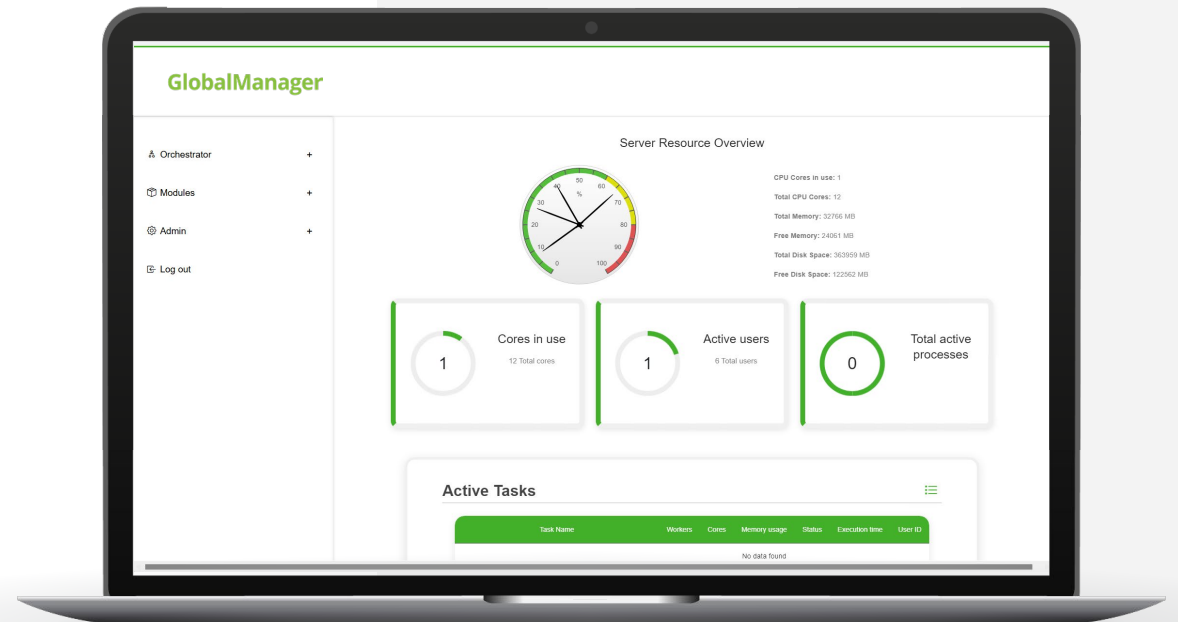 GlobalManager
Orchestrator +
Modules +
Admin +
Log out
Server Resource Overview
0
10
20
30
40
50
60
70
80
90
100
%
CPU Cores in use: 1
Total CPU Cores: 12
Total Memory: 32766 MB
Free Memory: 24061 MB
Total Disk Space: 363959 MB
Free Disk Space: 122562 MB
1
Cores in use
12 Total cores
1
Active users
6 Total users
0
Total active
processes
Active Tasks
Task Name Workers Cores Memory usage Status Execution time User ID
No data found